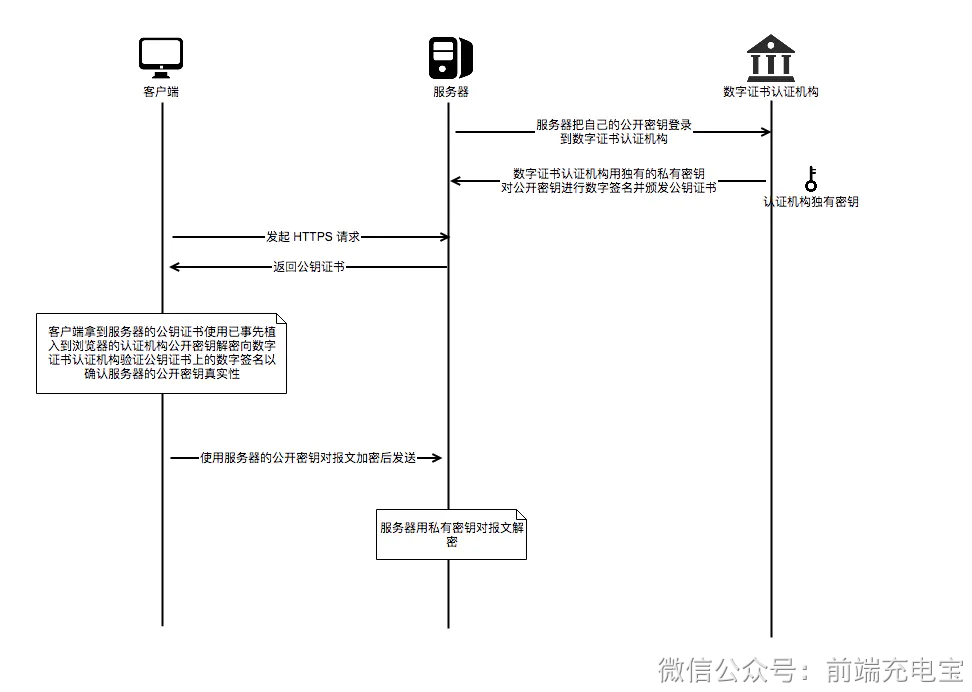 客户端
服务器
数字证书认证机构
服务器把自己的公开密钥登录
到数字证书认证机构
数字证书认证机构用独有的私有密钥
对公开密钥进行数字签名并颁发公钥证书
认证机构独有密钥
发起 HTTPS 请求
返回公钥证书
客户端拿到服务器的公钥证书使用已事先植
入到浏览器的认证机构公开密钥解密向数字
证书认证机构验证公钥证书上的数字签名以
确认服务器的公开密钥真实性
使用服务器的公开密钥对报文加密后发送
服务器用私有密钥对报文解
密
微信公众号：前端充电宝